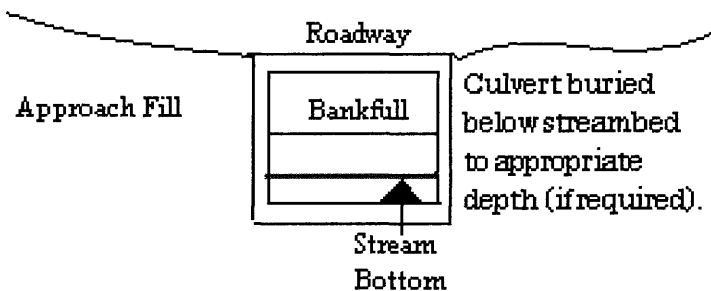 Roadway
Approach Fill
Bankfull
Culvert buried
below streambed
to appropriate
depth (if required).
Stream
Bottom